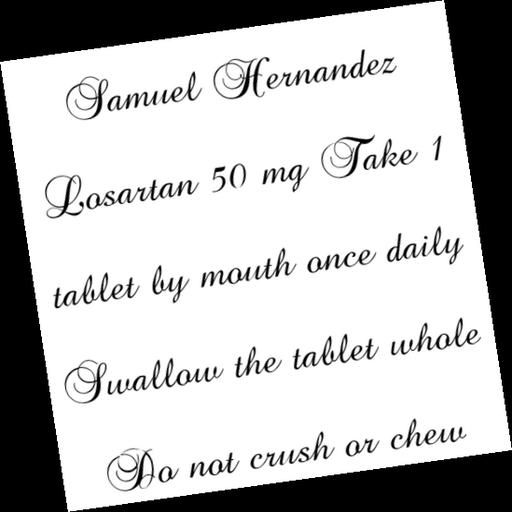 Samuel Hernandez
Losartan 50 mg Take 1
tablet by mouth once daily
Swallow the tablet whole
Do not crush or chew